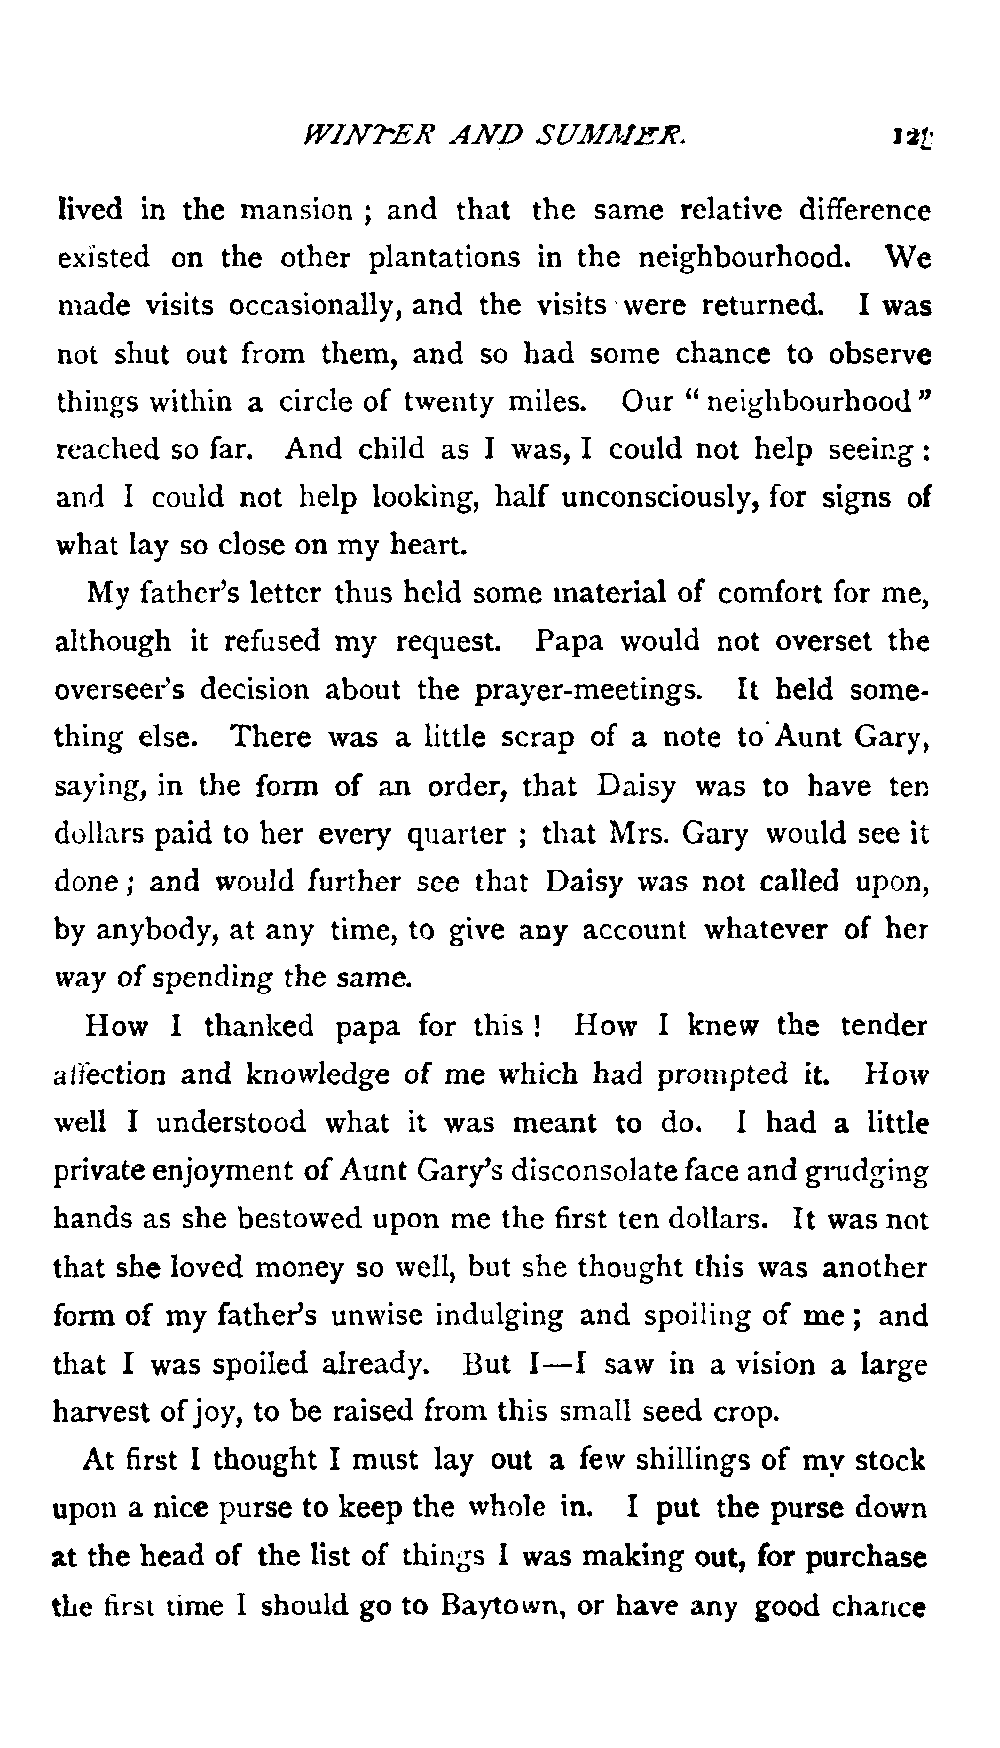 WINTER AND SUMMER.
lived in the mansion ; and that the same relative difference
existed on the other plantations in the neighbourhood. We
made visits occasionally, and the visits were returned. I was
not shut out from them, and so had some chance to observe
things within a circle of twenty miles. Our “ neighbourhood ”
reached so far. And child as I was, I could not help seeing :
and I could not help looking, half unconsciously, for signs of
what lay so close on my heart.
My father's letter thus held some material of comfort for me,
although it refused my request. Papa would not overset the
overseer's decision about the prayer-meetings. It held some-
thing else. There was a little scrap of a note to Aunt Gary,
saying, in the form of an order, that Daisy was to have ten
dollars paid to her every quarter ; that Mrs. Gary would see it
done ; and would further see that Daisy was not called upon,
by anybody, at any time, to give any account whatever of her
way of spending the same.
How I thanked papa for this ! How I knew the tender
affection and knowledge of me which had prompted it. How
well I understood what it was meant to do. I had a little
private enjoyment of Aunt Gary's disconsolate face and grudging
hands as she bestowed upon me the first ten dollars. It was not
that she loved money so well, but she thought this was another
form of my father's unwise indulging and spoiling of me ; and
that I was spoiled already. But I—I saw in a vision a large
harvest of joy, to be raised from this small seed crop.
At first I thought I must lay out a few shillings of my stock
upon a nice purse to keep the whole in. I put the purse down
at the head of the list of things I was making out, for purchase
the first time I should go to Baytown, or have any good chance